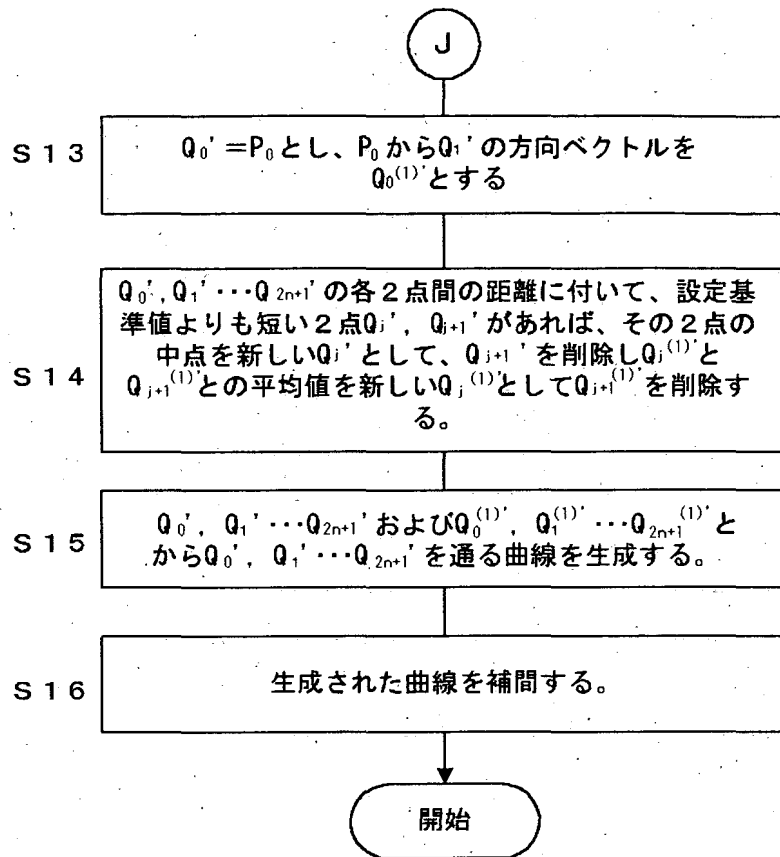 J
S13
Q₀'=P₀とし、P₀からQ₁'の方向ベクトルを
Q₀⁽¹⁾'とする
S14
Q₀',Q₁'···Q₂ₙ₊₁'の各2点間の距離に付いて、設定基
準値よりも短い2点Qⱼ', Qⱼ₊₁'があれば、その2点の
中点を新しいQⱼ'として、Qⱼ₊₁'を削除しQⱼ⁽¹⁾'と
Qⱼ₊₁⁽¹⁾'との平均値を新しいQⱼ⁽¹⁾'としてQⱼ₊₁⁽¹⁾'を削除す
る。
S15
Q₀', Q₁'···Q₂ₙ₊₁'およびQ₀⁽¹⁾', Q₁⁽¹⁾'···Q₂ₙ₊₁⁽¹⁾'と
からQ₀', Q₁'···Q₂ₙ₊₁'を通る曲線を生成する。
S16
生成された曲線を補間する。
開始